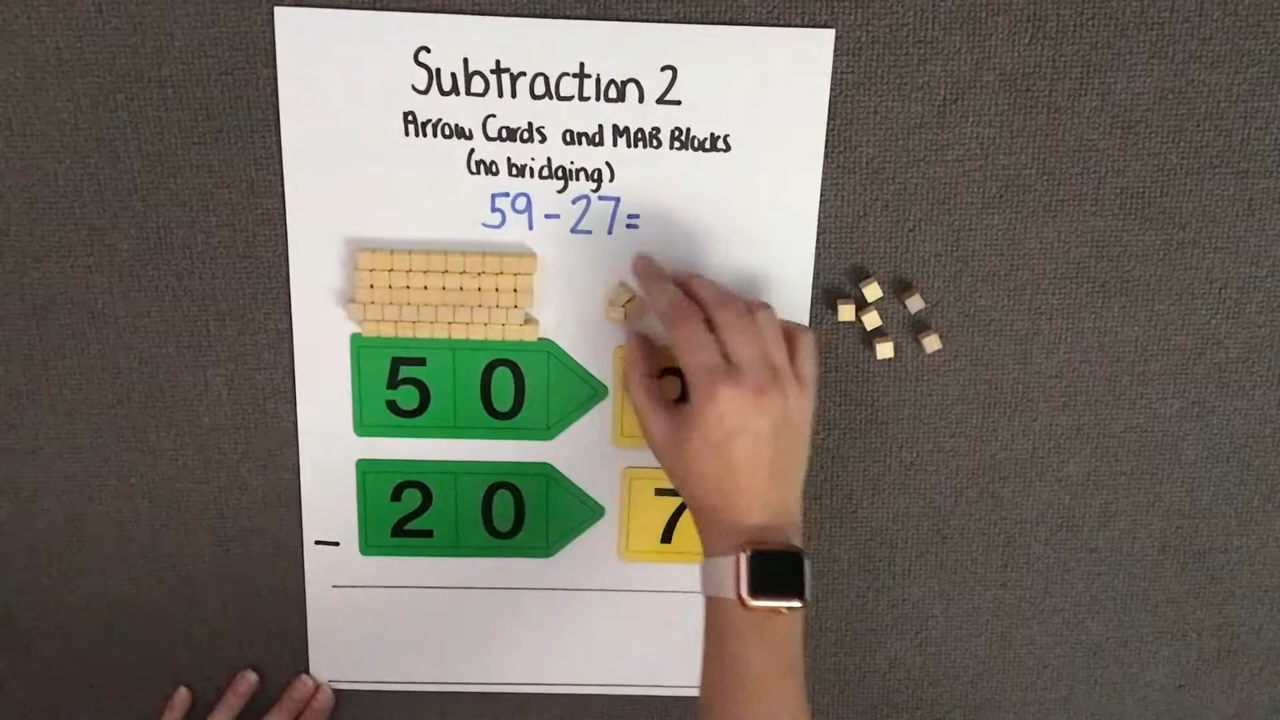 Subtraction 2
Arrow Cards and MAB Blocks
(no bridging)
59-27=
50
20 7
-